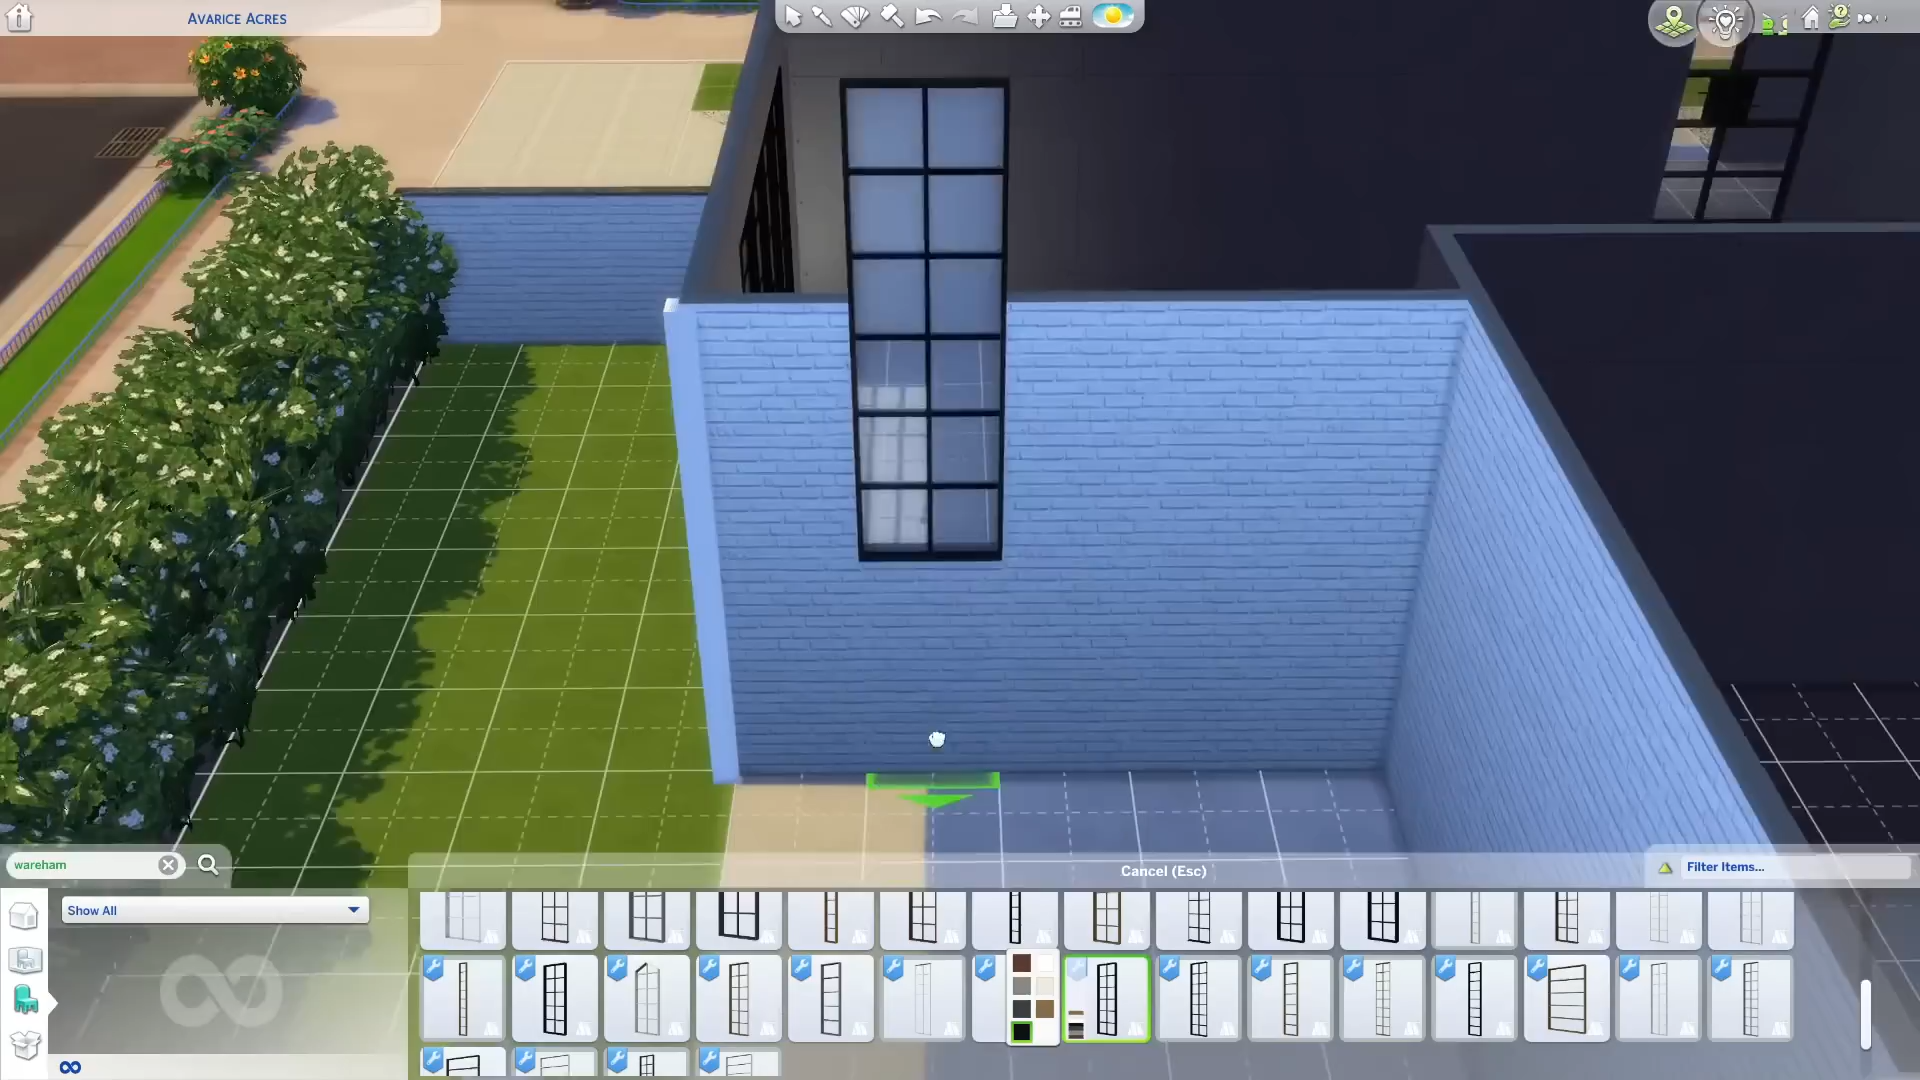 AVARICE ACRES
wareham
Cancel (Esc)
Filter Items...
Show All